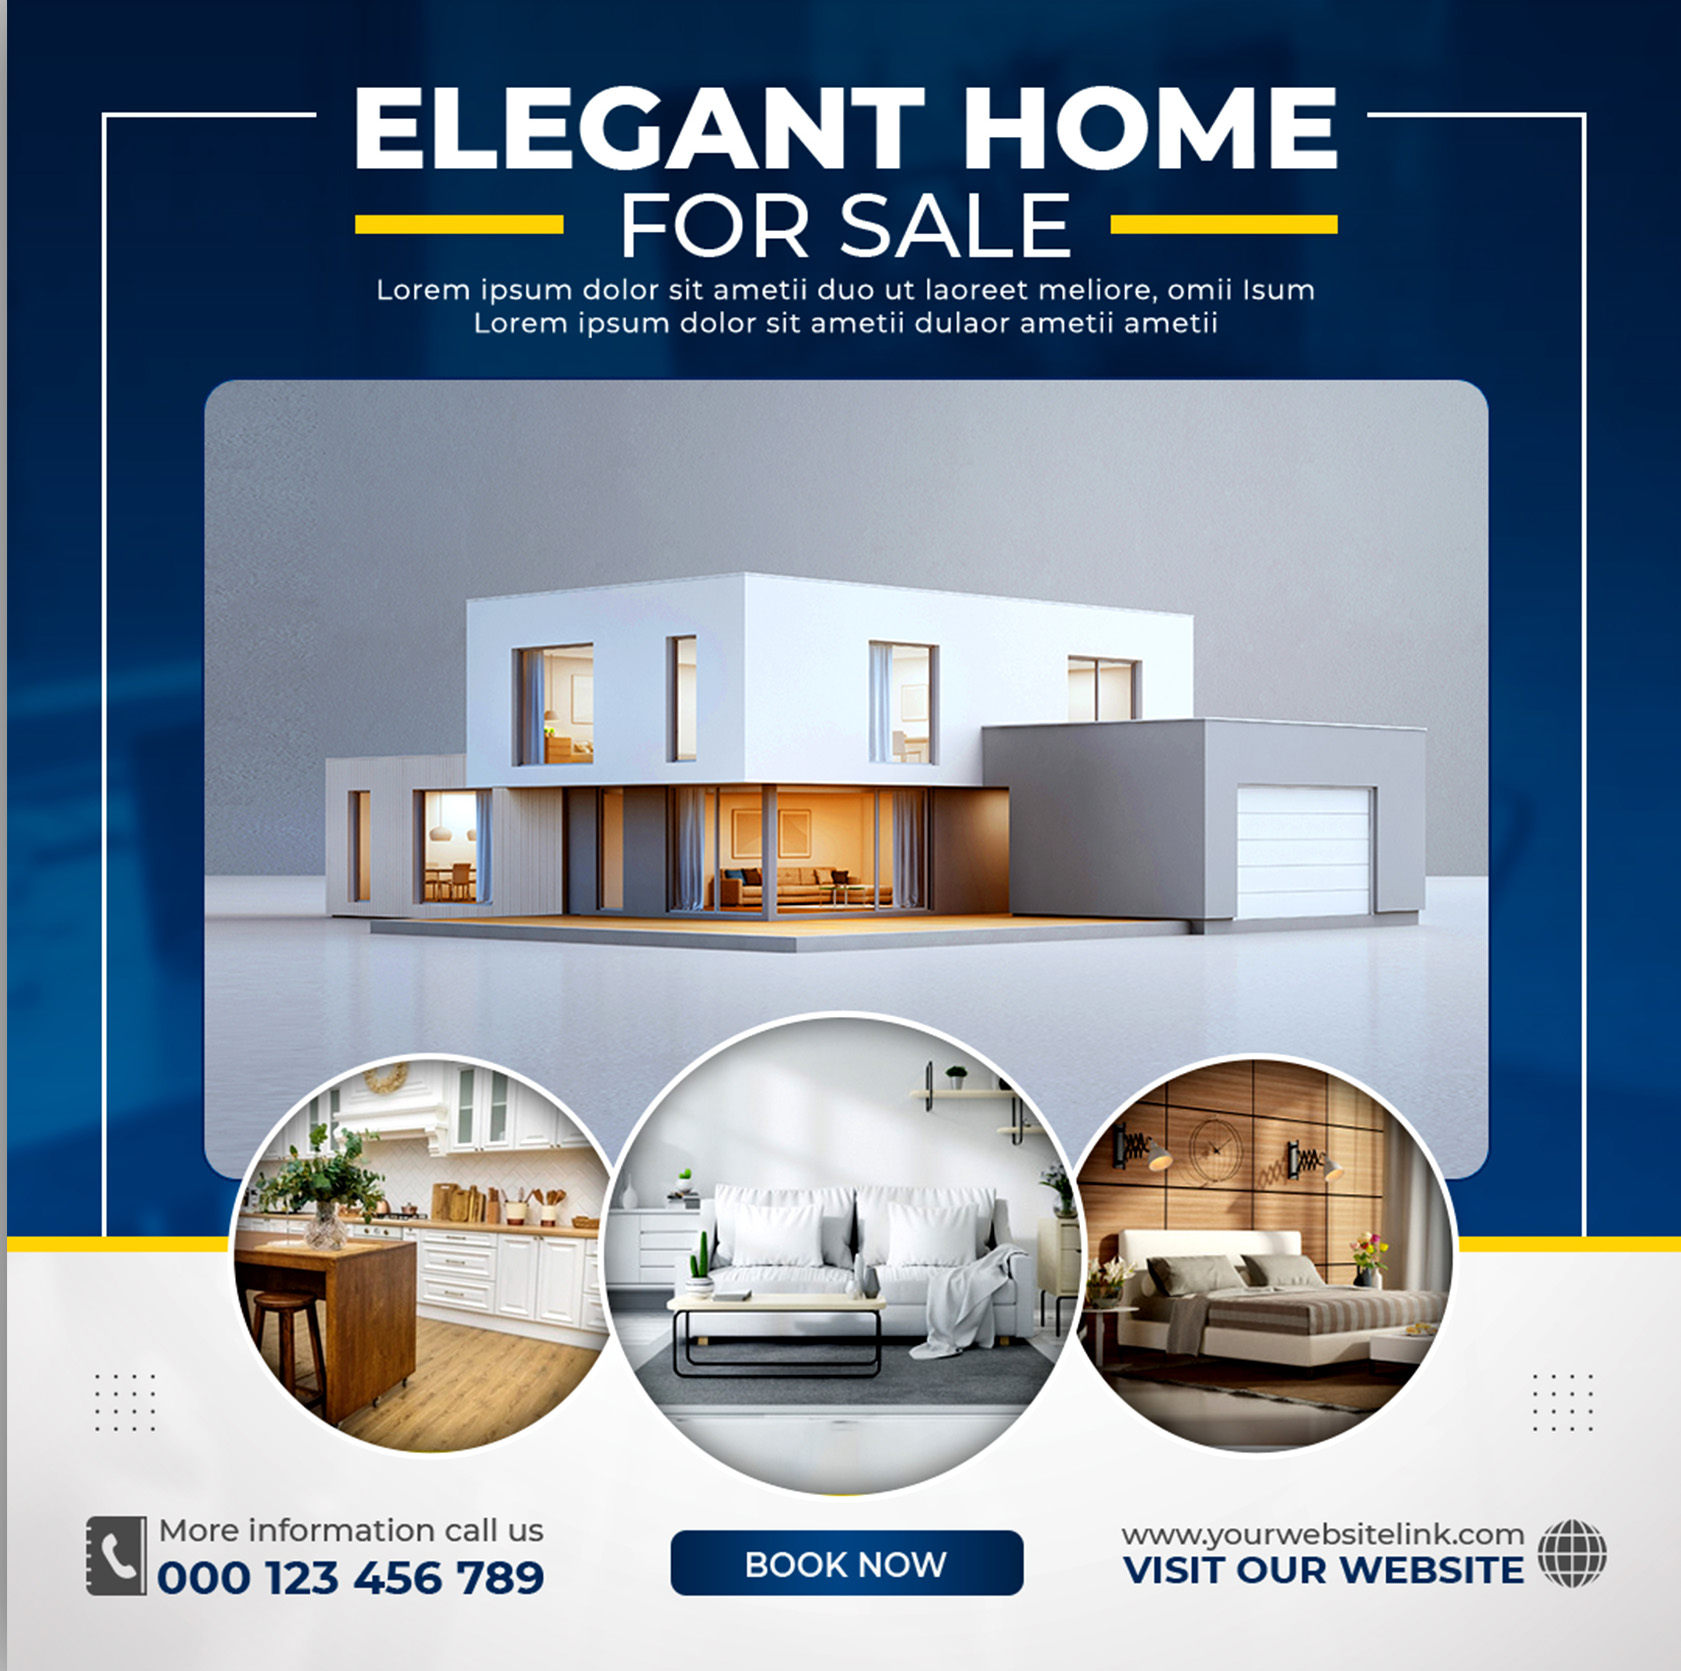 ELEGANT HOME
FOR SALE
Lorem ipsum dolor sit ametii duo ut laoreet meliore, omii Isum
Lorem ipsum dolor sit ametii dulaor ametii ametii
More information call us
000 123 456 789
BOOK NOW
www.yourwebsitelink.com
VISIT OUR WEBSITE